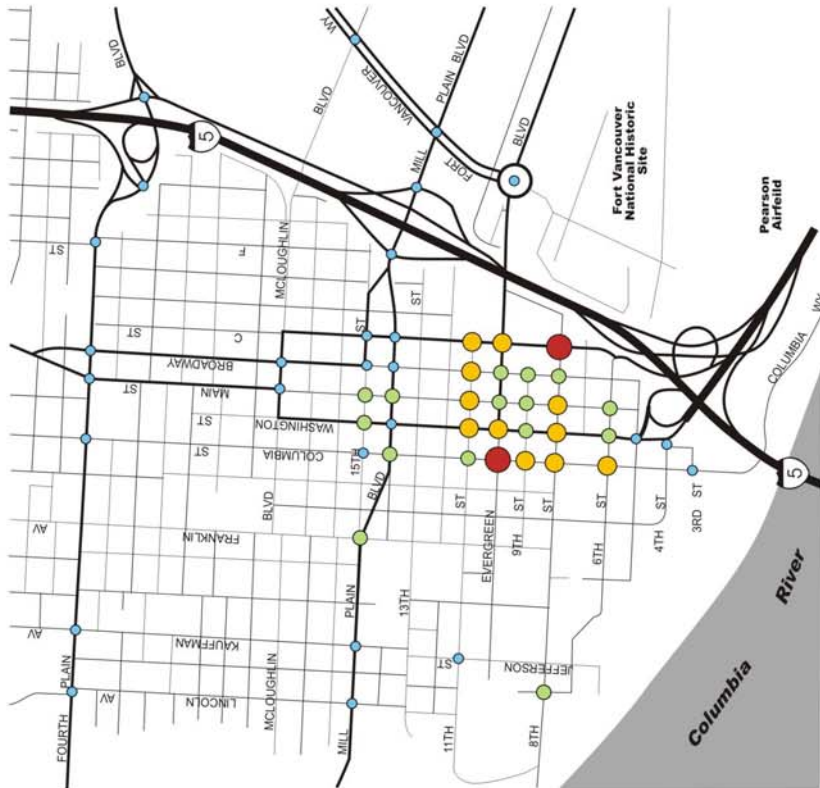 BLVD
WY
BLVD
VANCOUVER
PLAIN BLVD
5
FORT
MILL
BLVD
Fort Vancouver
National Historic
Site
ST
F
MCLOUGHLIN
Pearson
Airfeild
ST
C
ST
ST
BROADWAY
MAIN
ST
ST
WASHINGTON
COLUMBIA
ST
15TH
BLVD
COLUMBIA
WY
BLVD
ST
EVERGREEN
ST
9TH
ST
ST
6TH
ST
4TH
ST
3RD
5
AV
FRANKLIN
AV
PLAIN
KAUFFMAN
PLAIN
13TH
ST
JEFFERSON
River
Columbia
FOURTH
AV
LINCOLN
MCLOUGHLIN
MILL
11TH
8TH